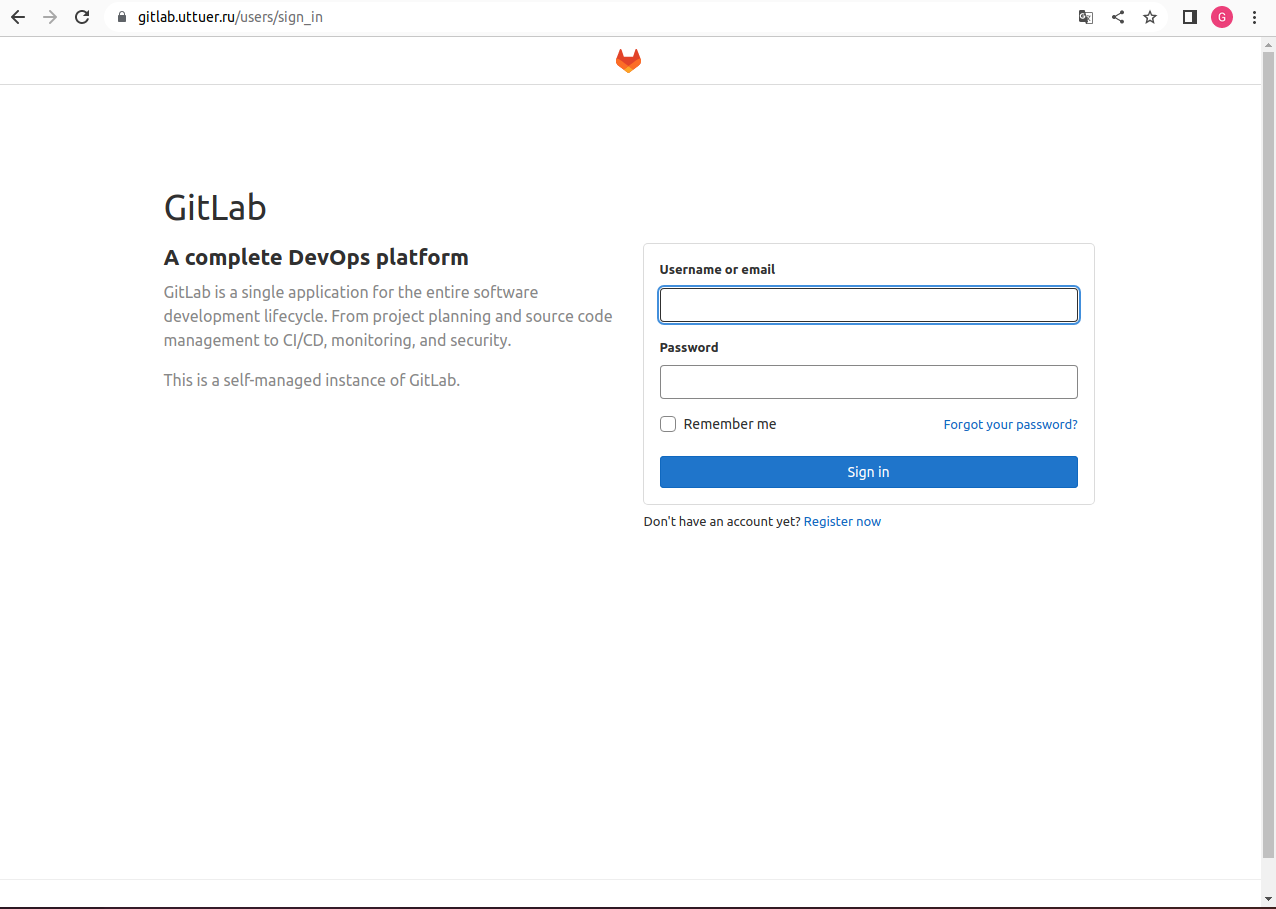 gitlab.uttuer.ru/users/sign_in
G
GitLab
A complete DevOps platform
GitLab is a single application for the entire software
development lifecycle. From project planning and source code
management to CI/CD, monitoring, and security.
This is a self-managed instance of GitLab.
Username or email
Password
Remember me
Forgot your password?
Sign in
Don't have an account yet? Register now